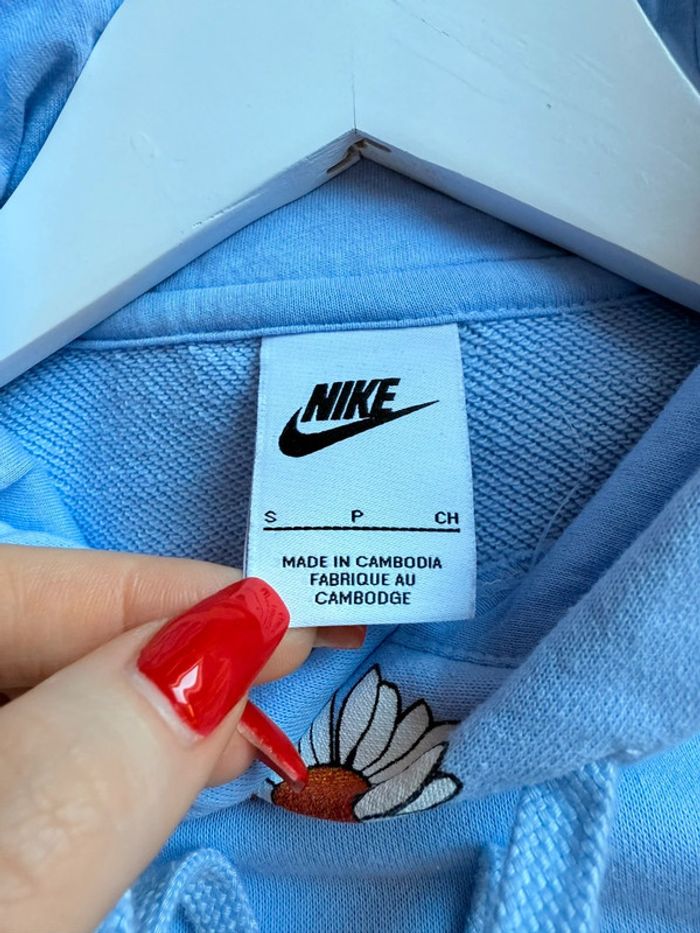 NIKE
S P CH
MADE IN CAMBODIA
FABRIQUE AU
CAMBODGE